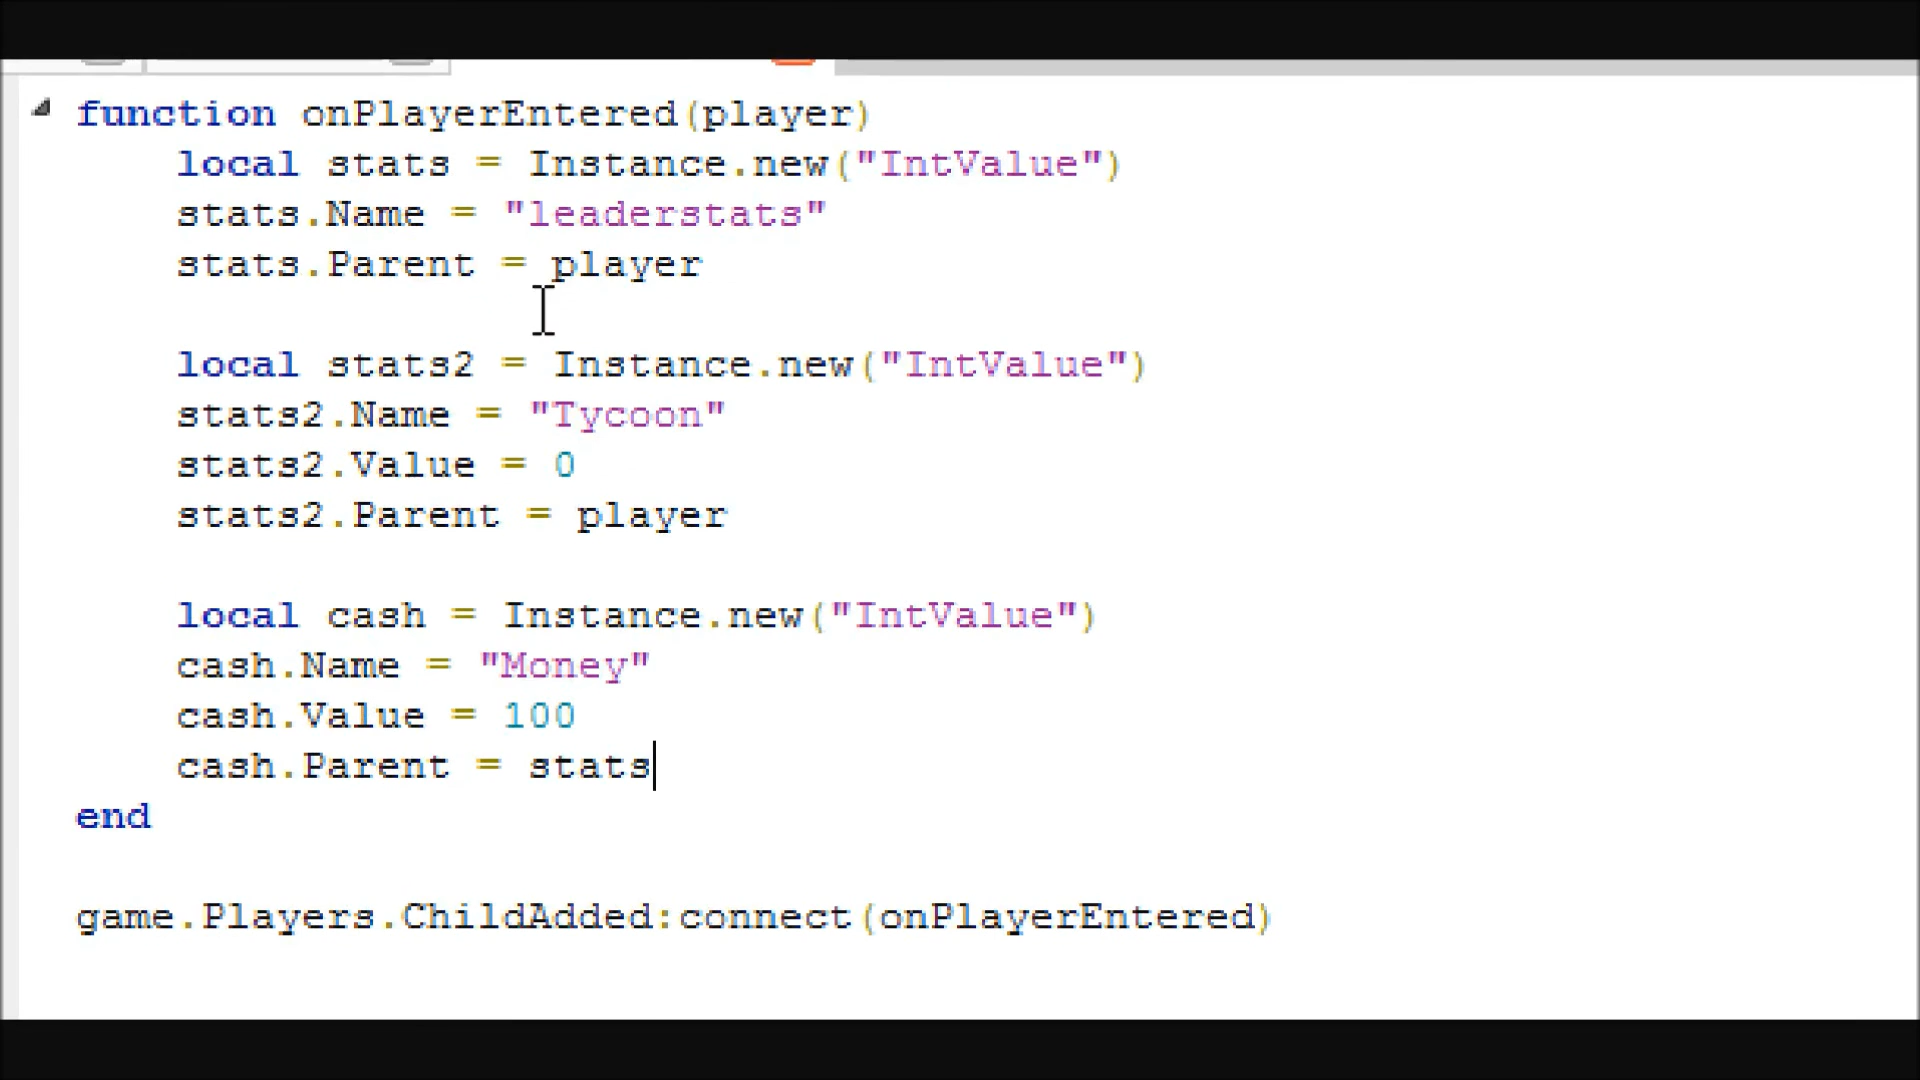 function onPlayerEntered(player)
local stats = Instance.new("IntValue")
stats.Name = "leaderstats"
stats.Parent = player
local stats2 = Instance.new("IntValue")
stats2.Name = "Tycoon"
stats2.Value = 0
stats2.Parent = player
local cash = Instance.new("IntValue")
cash.Name = "Money"
cash.Value = 100
cash.Parent = stats
end
game.Players.ChildAdded:connect(onPlayerEntered)